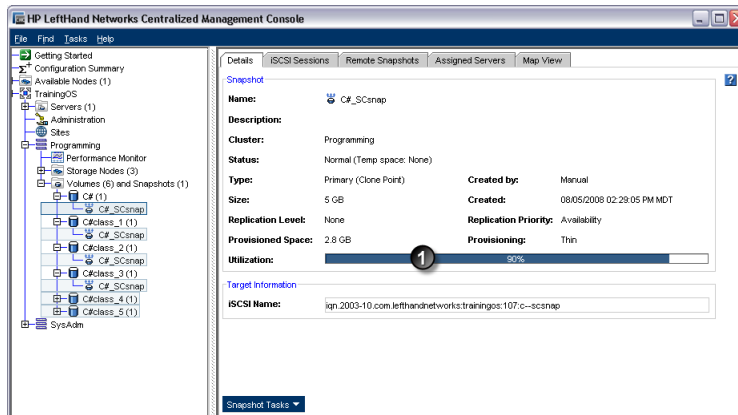 HP LeftHand Networks Centralized Management Console
File Find Tasks Help
Getting Started
Configuration Summary
Available Nodes (1)
TrainingOS
Servers (1)
Administration
Sites
Programming
Performance Monitor
Storage Nodes (3)
Volumes (6) and Snapshots (1)
C# (1)
C#_SCsnap
C#class_1 (1)
C#_SCsnap
C#class_2 (1)
C#_SCsnap
C#class_3 (1)
C#_SCsnap
C#class_4 (1)
C#class_5 (1)
SysAdm
Details iSCSI Sessions Remote Snapshots Assigned Servers Map View
Snapshot
?
Name: C#_SCsnap
Description:
Cluster: Programming
Status: Normal (Temp space: None)
Type: Primary (Clone Point) Created by: Manual
Size: 5 GB Created: 08/05/2008 02:29:05 PM MDT
Replication Level: None Replication Priority: Availability
Provisioned Space: 2.8 GB Provisioning: Thin
Utilization: 1 90%
Target Information
iSCSI Name: iqn.2003-10.com.lefthandnetworks:trainingos:107:c--scsnap
Snapshot Tasks